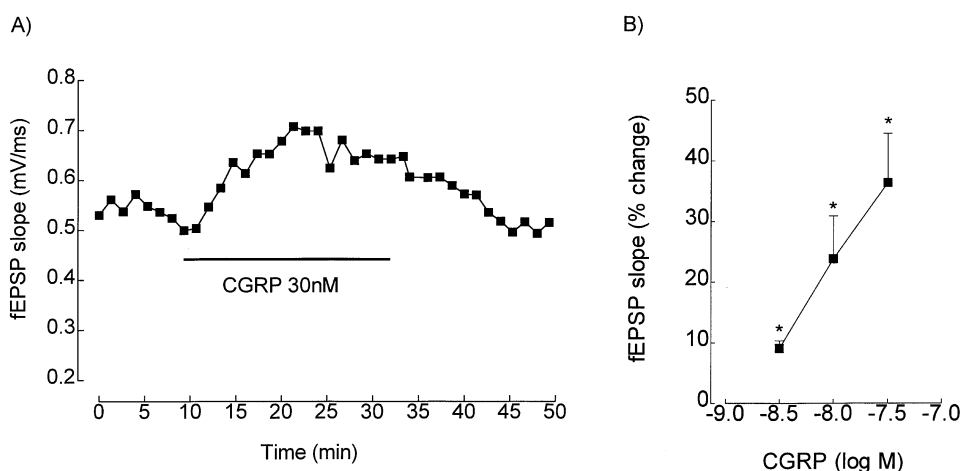 A)
fEPSP slope (mV/ms)
0.8
0.7
0.6
0.5
0.4
0.3
0.2
CGRP 30nM
0 5 10 15 20 25 30 35 40 45 50
Time (min)
B)
fEPSP slope (% change)
50
40
30
20
10
0
*
*
*
-9.0 -8.5 -8.0 -7.5 -7.0
CGRP (log M)